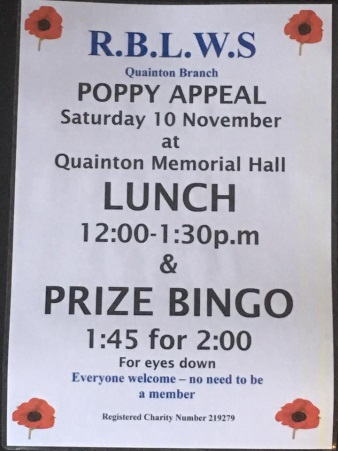 R.B.L.W.S
Quainton Branch
POPPY APPEAL
Saturday 10 November
at
Quainton Memorial Hall
LUNCH
12:00-1:30p.m
&
PRIZE BINGO
1:45 for 2:00
For eyes down
Everyone welcome – no need to be
a member
Registered Charity Number 219279